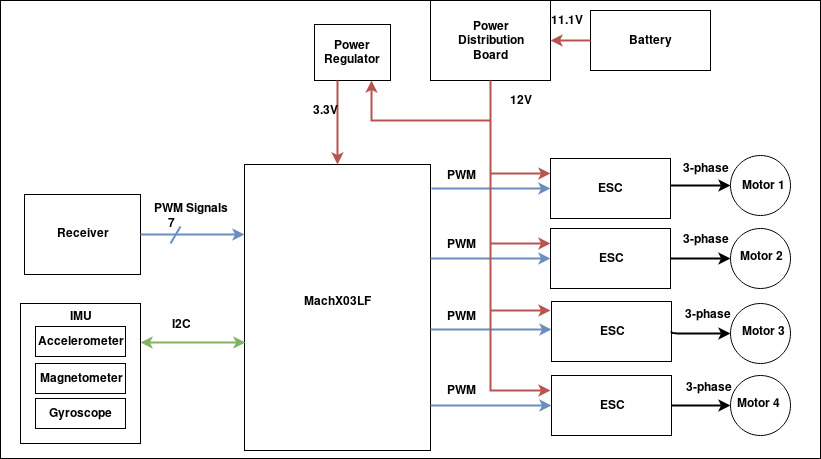 Power
Distribution
Board
11.1V
Battery
Power
Regulator
3.3V
12V
PWM
ESC
3-phase
Motor 1
Receiver
PWM Signals
7
PWM
ESC
3-phase
Motor 2
MachX03LF
IMU
Accelerometer
Magnetometer
Gyroscope
I2C
PWM
ESC
3-phase
Motor 3
PWM
ESC
3-phase
Motor 4